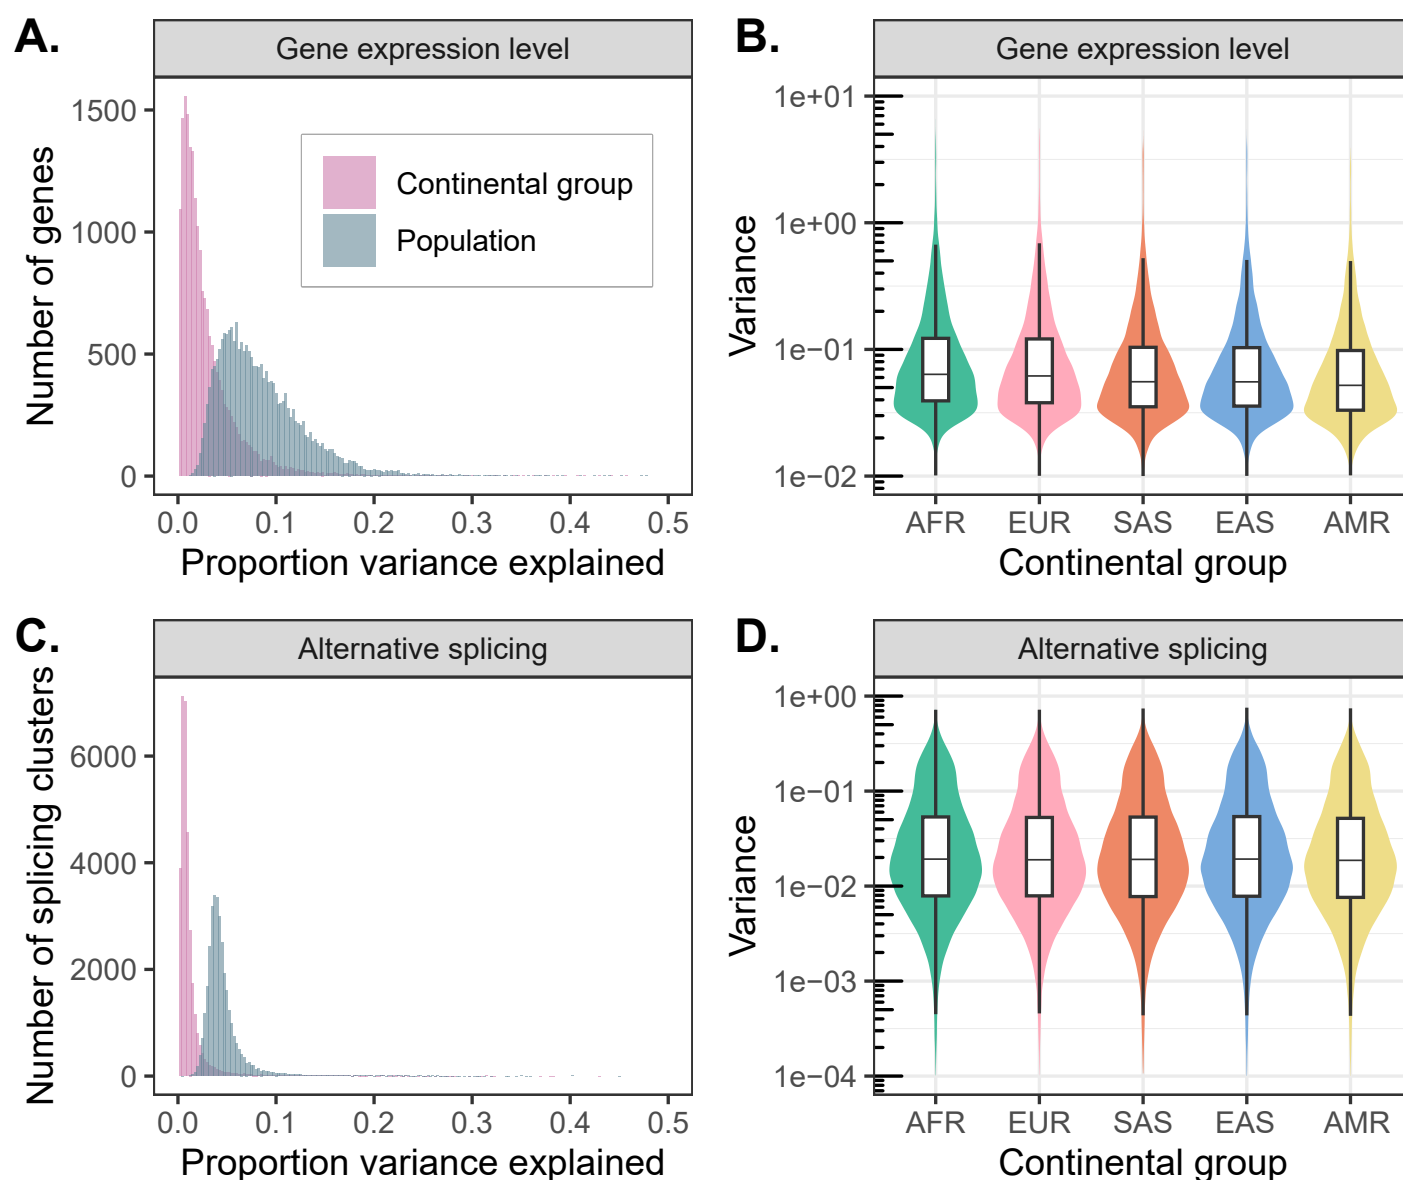 A.
Gene expression level
1500
1000
500
0
Number of genes
Continental group
Population
0.0 0.1 0.2 0.3 0.4 0.5
Proportion variance explained
B.
Gene expression level
1e+01
1e+00
1e−01
1e−02
Variance
AFR EUR SAS EAS AMR
Continental group
C.
Alternative splicing
6000
4000
2000
0
Number of splicing clusters
0.0 0.1 0.2 0.3 0.4 0.5
Proportion variance explained
D.
Alternative splicing
1e+00
1e−01
1e−02
1e−03
1e−04
Variance
AFR EUR SAS EAS AMR
Continental group